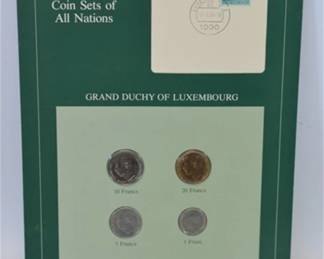 Coin Sets of
All Nations
1000
GRAND DUCHY OF LUXEMBOURG
10 Francs
20 Francs
5 Francs
1 Franc